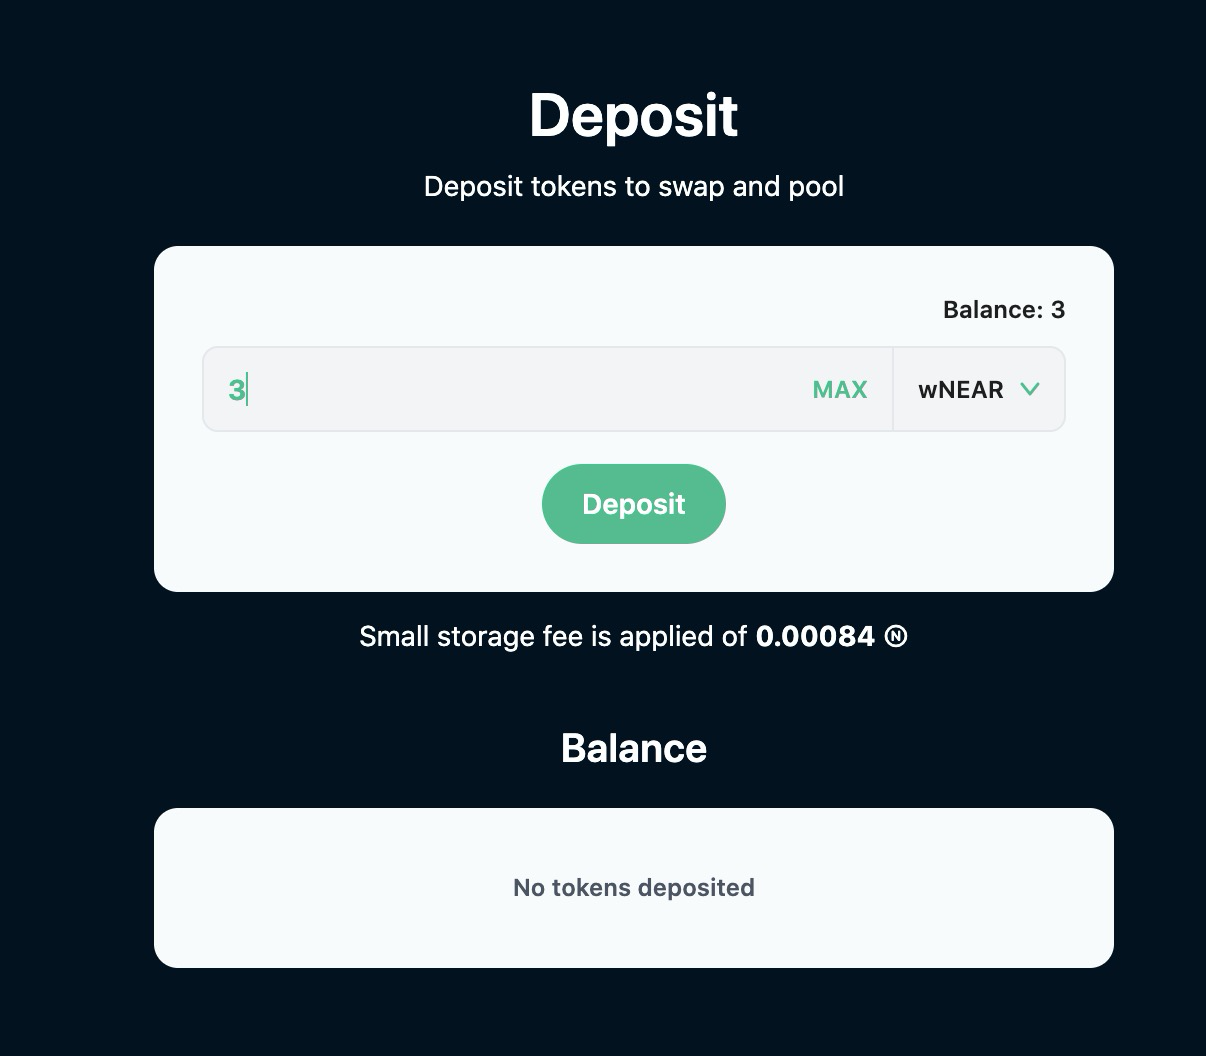 Deposit
Deposit tokens to swap and pool
Balance: 3
3 MAX wNEAR
Deposit
Small storage fee is applied of 0.00084 Ⓝ
Balance
No tokens deposited